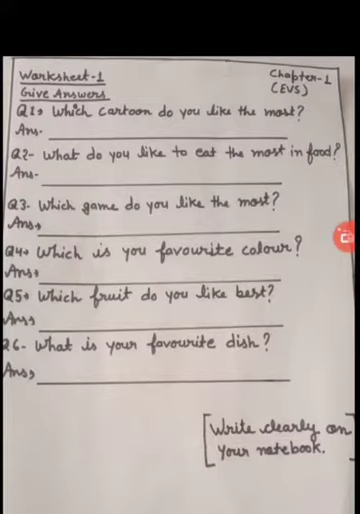 Worksheet-1
Chapter-1
Give Answers
(EVS)
Q1→ Which cartoon do you like the most?
Ans.
Q2- What do you like to eat the most in food?
Ans-
Q3- Which game do you like the most?
Ans→
Q4→ Which is you favourite colour?
Ans→
Q5→ Which fruit do you like best?
Ans→
Q6- What is your favourite dish?
Ans→
[Write clearly on
your notebook.]